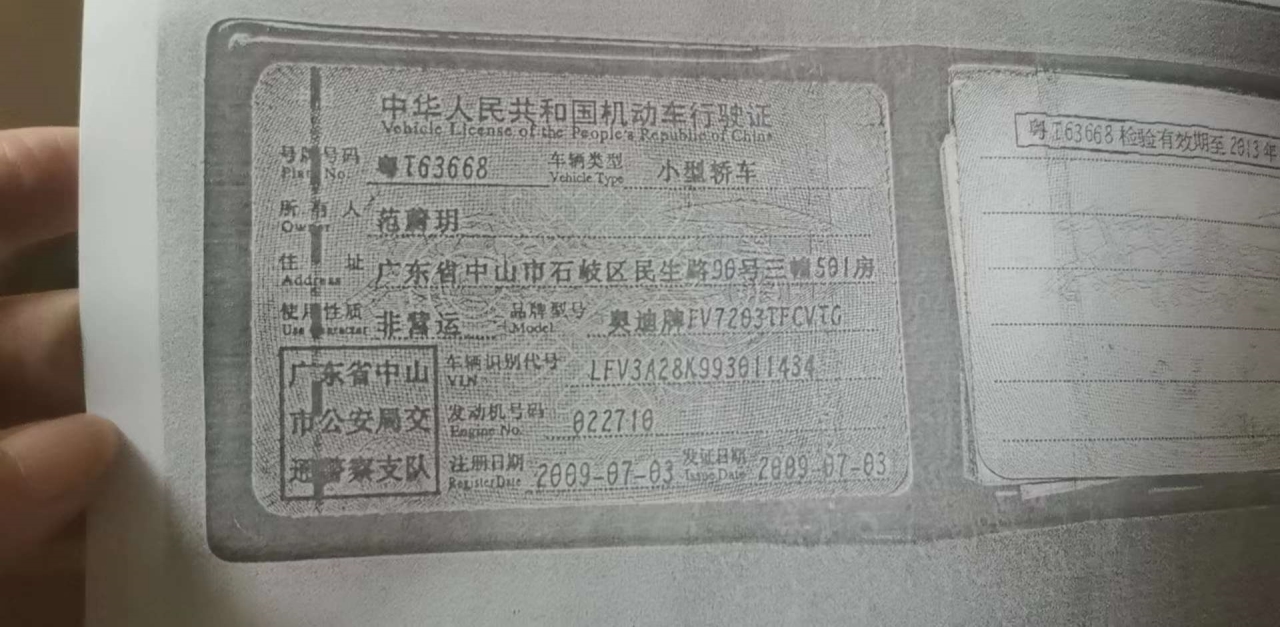 中华人民共和国机动车行驶证
Vehicle License of the People's Republic of China
号牌号码 粤T63668 车辆类型 小型轿车
Plate No. Vehicle Type
所有人 范蔚玥
Owner
住址 广东省中山市石岐区民生路90号三幢501房
Address
使用性质 非营运 品牌型号 奥迪牌FV7203TFCVTG
Use Character Model
广东省中山
市公安局交
通警察支队
车辆识别代号 LFV3A28K993011434
VIN
发动机号码 022710
Engine No.
注册日期 2009-07-03 发证日期 2009-07-03
Register Date Issue Date
粤T63668 检验有效期至 2013 年